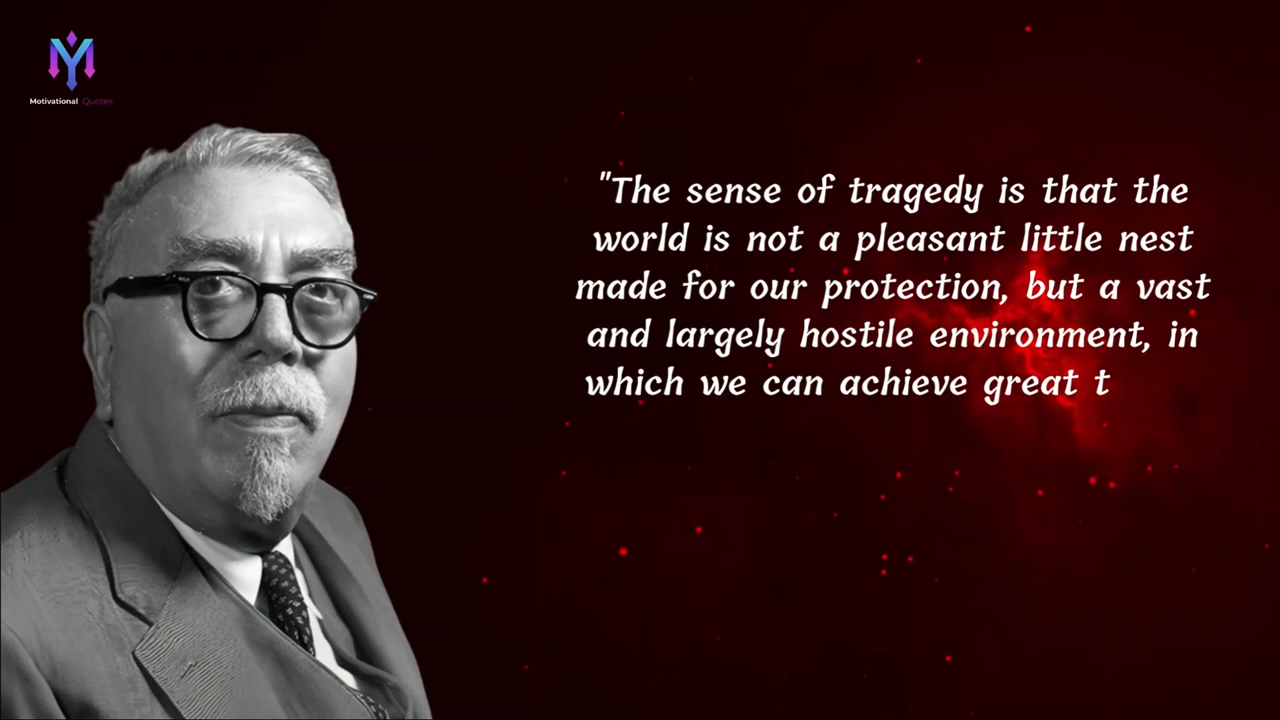 Motivational Quotes
"The sense of tragedy is that the
world is not a pleasant little nest
made for our protection, but a vast
and largely hostile environment, in
which we can achieve great t